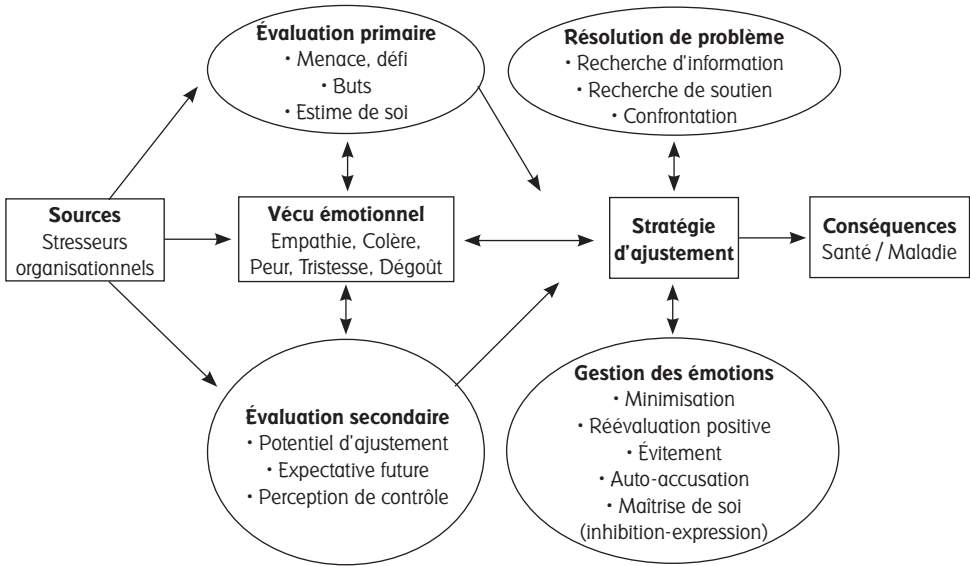 Évaluation primaire
• Menace, défi
• Buts
• Estime de soi
Résolution de problème
• Recherche d'information
• Recherche de soutien
• Confrontation
Sources
Stresseurs
organisationnels
Vécu émotionnel
Empathie, Colère,
Peur, Tristesse, Dégoût
Stratégie
d'ajustement
Conséquences
Santé / Maladie
Évaluation secondaire
• Potentiel d'ajustement
• Expectative future
• Perception de contrôle
Gestion des émotions
• Minimisation
• Réévaluation positive
• Évitement
• Auto-accusation
• Maîtrise de soi
(inhibition-expression)